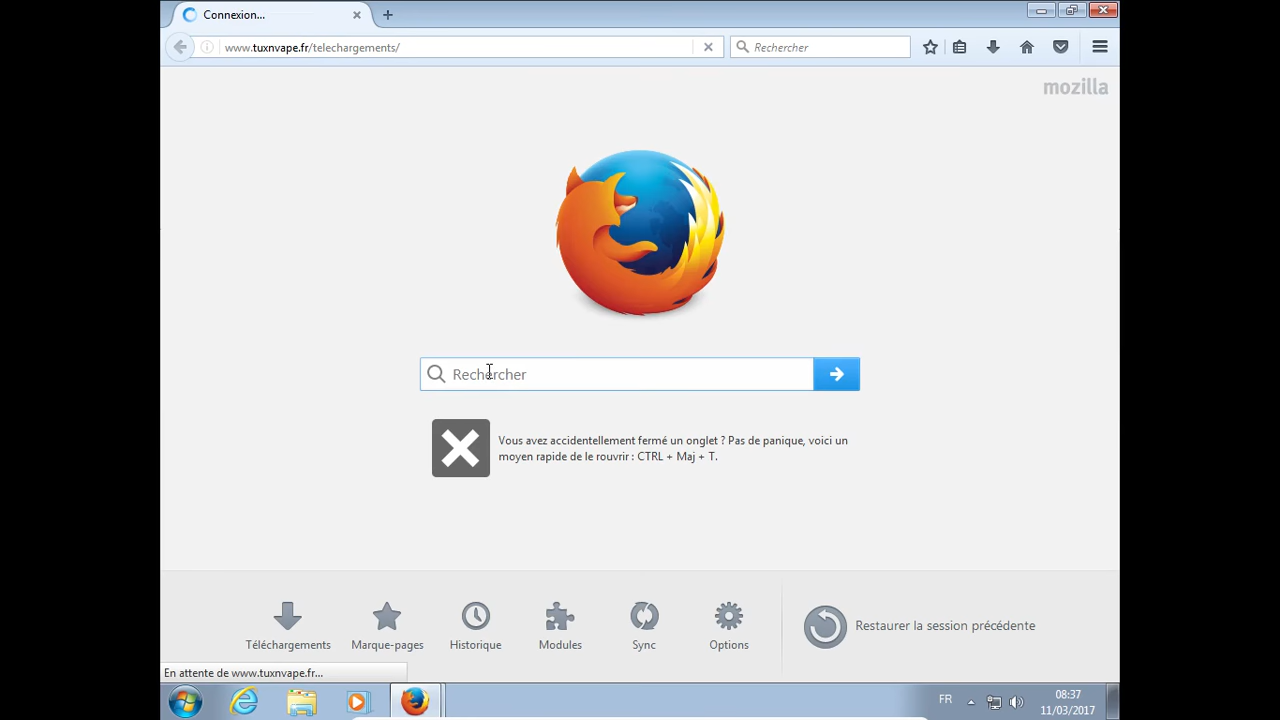 Connexion...
www.tuxnvape.fr/telechargements/
Rechercher
mozilla
Rechercher
Vous avez accidentellement fermé un onglet ? Pas de panique, voici un
moyen rapide de le rouvrir : CTRL + Maj + T.
Téléchargements
Marque-pages
Historique
Modules
Sync
Options
Restaurer la session précédente
En attente de www.tuxnvape.fr...
FR
08:37
11/03/2017